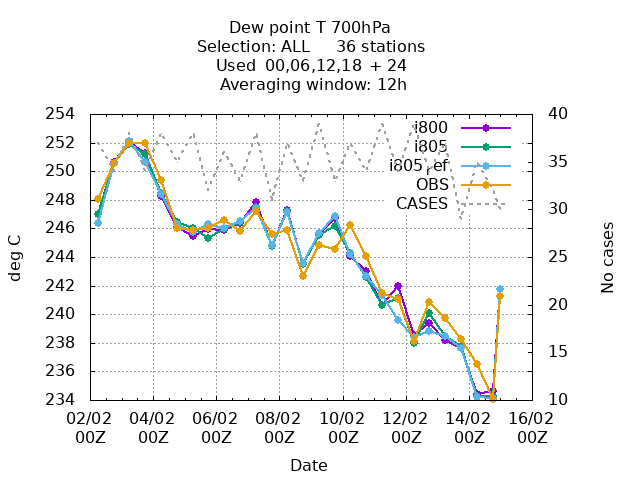 Dew point T 700hPa
Selection: ALL 36 stations
Used 00,06,12,18 + 24
Averaging window: 12h
254
252
250
248
246
244
242
240
238
236
234
deg C
40
35
30
25
20
15
10
No cases
i800
i805
i805_ref
OBS
CASES
02/02 04/02 06/02 08/02 10/02 12/02 14/02 16/02
00Z 00Z 00Z 00Z 00Z 00Z 00Z 00Z
Date